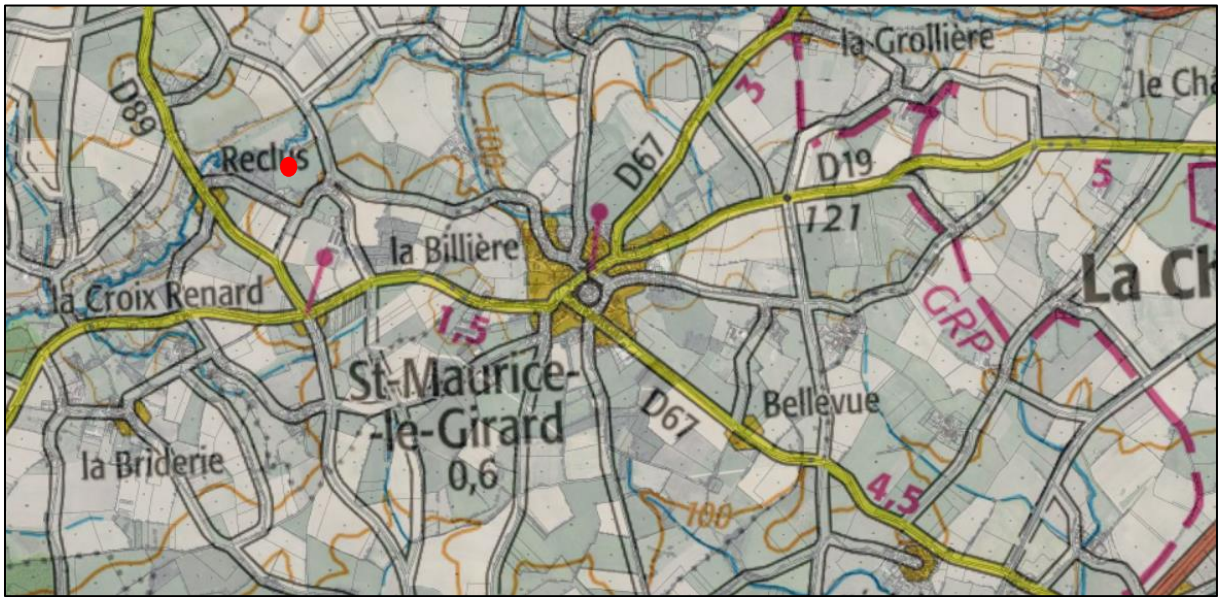 la Grollière
le Châ
D89
3
100
Reclus
D67
D19
5
121
la Billière
la Croix Renard
1,5
La Ch
GRP
St-Maurice-
-le-Girard
0,6
D67
Bellevue
la Briderie
4,5
100